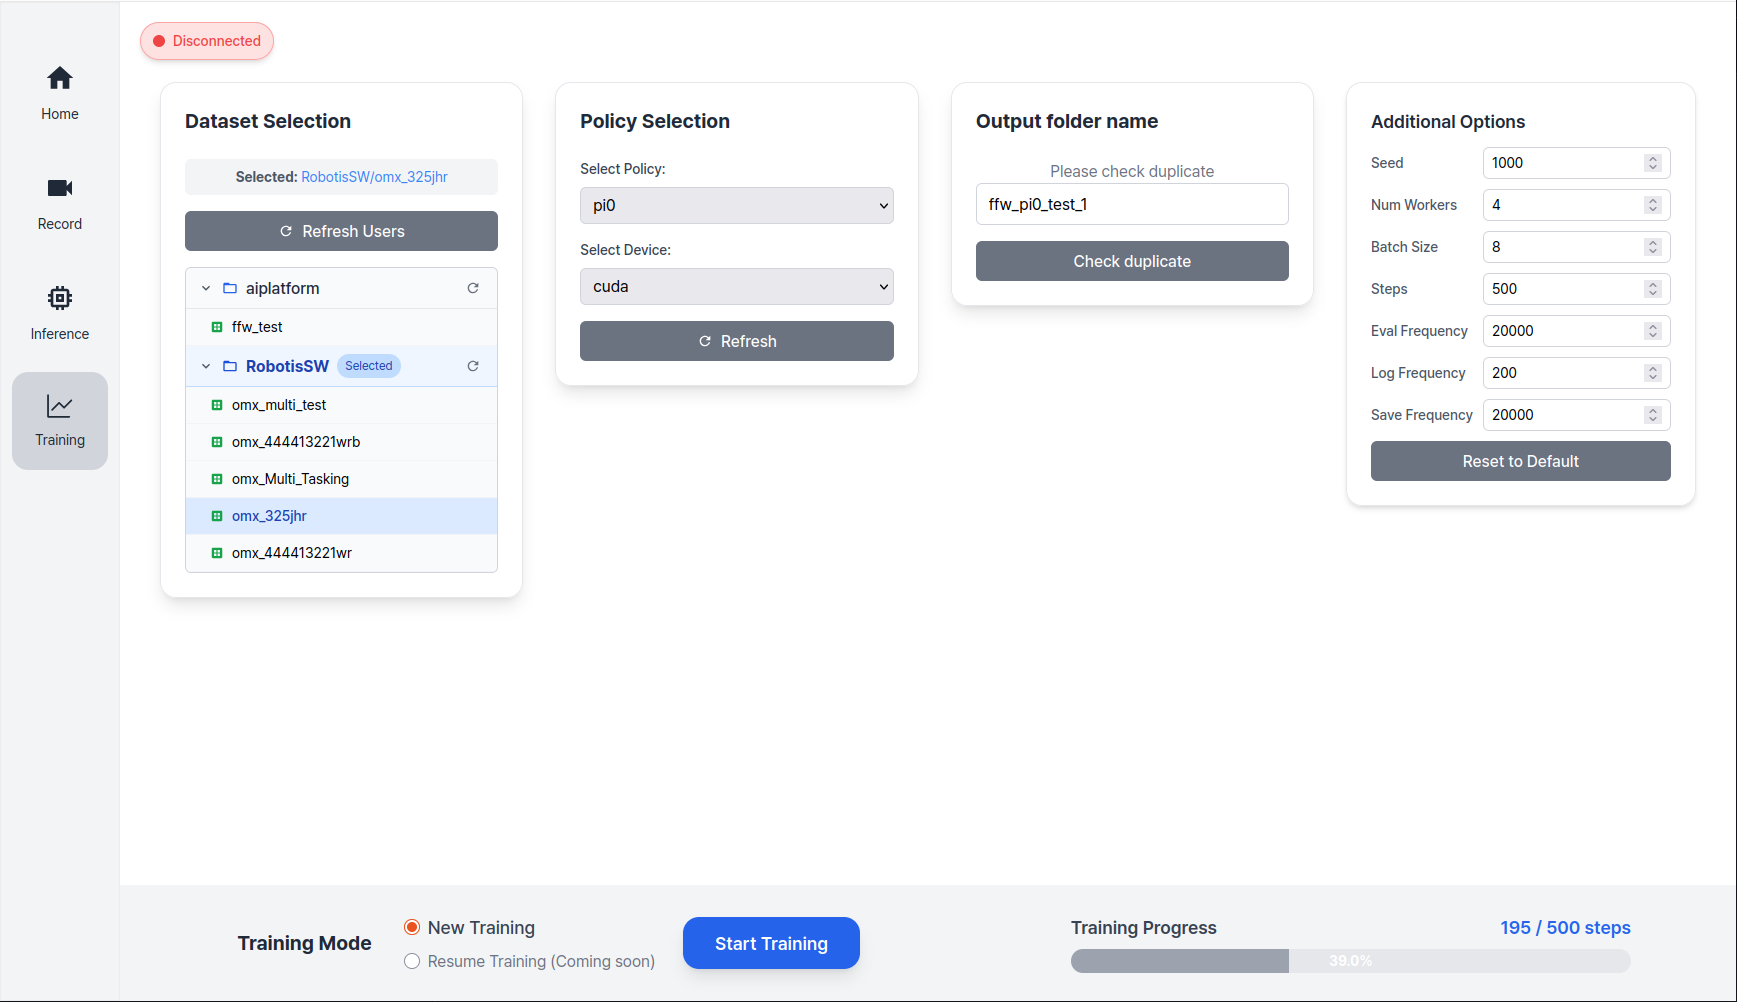 Home
Record
Inference
Training
Disconnected
Dataset Selection
Selected: RobotisSW/omx_325jhr
Refresh Users
aiplatform
ffw_test
RobotisSW Selected
omx_multi_test
omx_444413221wrb
omx_Multi_Tasking
omx_325jhr
omx_444413221wr
Policy Selection
Select Policy:
pi0
Select Device:
cuda
Refresh
Output folder name
Please check duplicate
ffw_pi0_test_1
Check duplicate
Additional Options
Seed 1000
Num Workers 4
Batch Size 8
Steps 500
Eval Frequency 20000
Log Frequency 200
Save Frequency 20000
Reset to Default
Training Mode
New Training
Resume Training (Coming soon)
Start Training
Training Progress 195 / 500 steps
39.0%